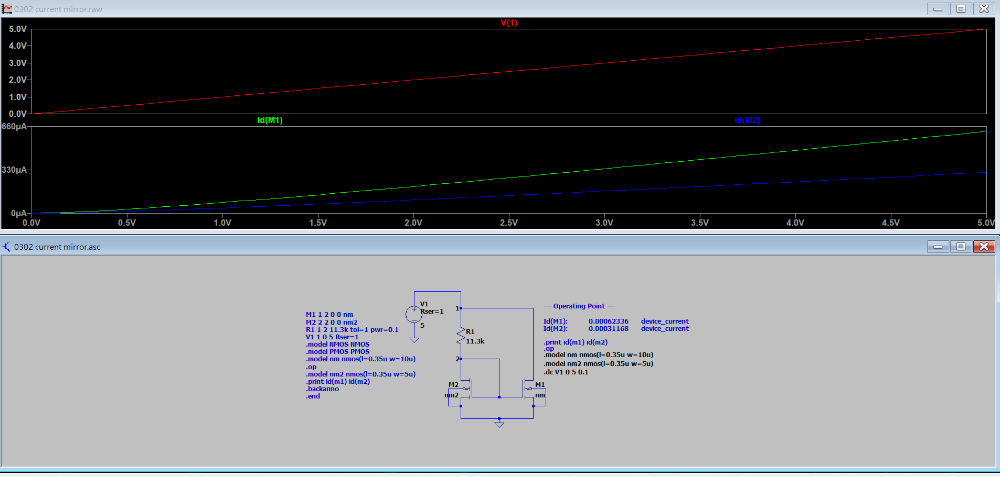 0302 current mirror.raw
V(1)
5.0V
4.0V
3.0V
2.0V
1.0V
0.0V
Id(M1) Id(M2)
660µA
330µA
0µA
0.0V 0.5V 1.0V 1.5V 2.0V 2.5V 3.0V 3.5V 4.0V 4.5V 5.0V
0302 current mirror.asc
M1 1 2 0 0 nm
M2 2 2 0 0 nm2
R1 1 2 11.3k tol=1 pwr=0.1
V1 1 0 5 Rser=1
.model NMOS NMOS
.model PMOS PMOS
.model nm nmos(l=0.35u w=10u)
.op
.model nm2 nmos(l=0.35u w=5u)
.print id(m1) id(m2)
.backanno
.end
V1
Rser=1
5
1
R1
11.3k
2
M2
nm2
M1
nm
--- Operating Point ---
Id(M1): 0.00062336 device_current
Id(M2): 0.00031168 device_current
.print id(m1) id(m2)
.op
.model nm nmos(l=0.35u w=10u)
.model nm2 nmos(l=0.35u w=5u)
.dc V1 0 5 0.1